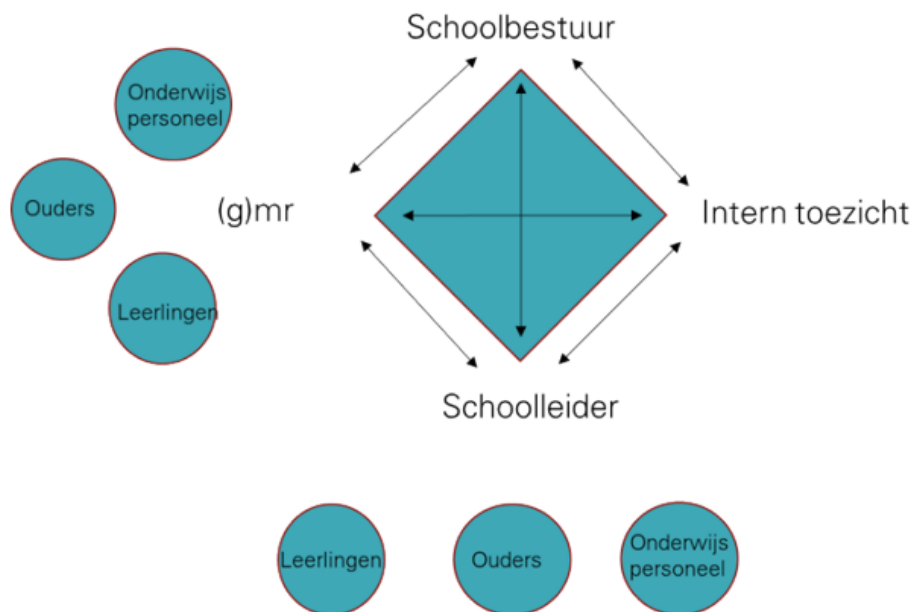 Schoolbestuur
Onderwijs
personeel
Ouders
(g)mr
Intern toezicht
Leerlingen
Schoolleider
Leerlingen
Ouders
Onderwijs
personeel